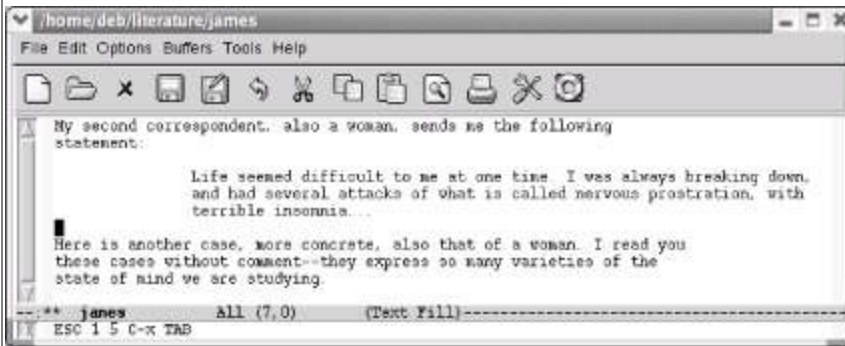 /home/deb/literature/james
File Edit Options Buffers Tools Help
My second correspondent, also a woman, sends me the following
statement:
Life seemed difficult to me at one time. I was always breaking down,
and had several attacks of what is called nervous prostration, with
terrible insomnia...
Here is another case, more concrete, also that of a woman. I read you
these cases without comment--they express so many varieties of the
state of mind we are studying.
--:** james All (7,0) (Text Fill)----------------------------------------
ESC 1 5 C-x TAB